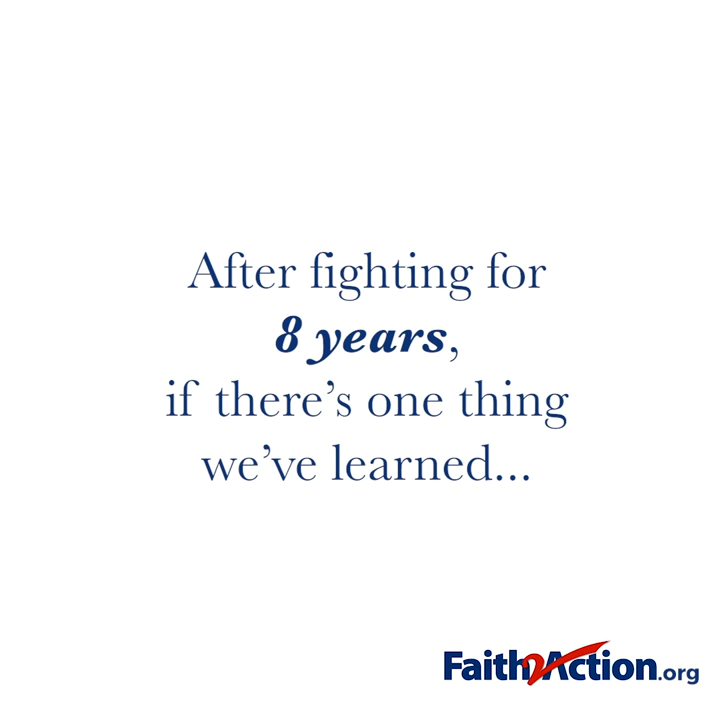 After fighting for
8 years,
if there’s one thing
we’ve learned...
Faith2Action.org